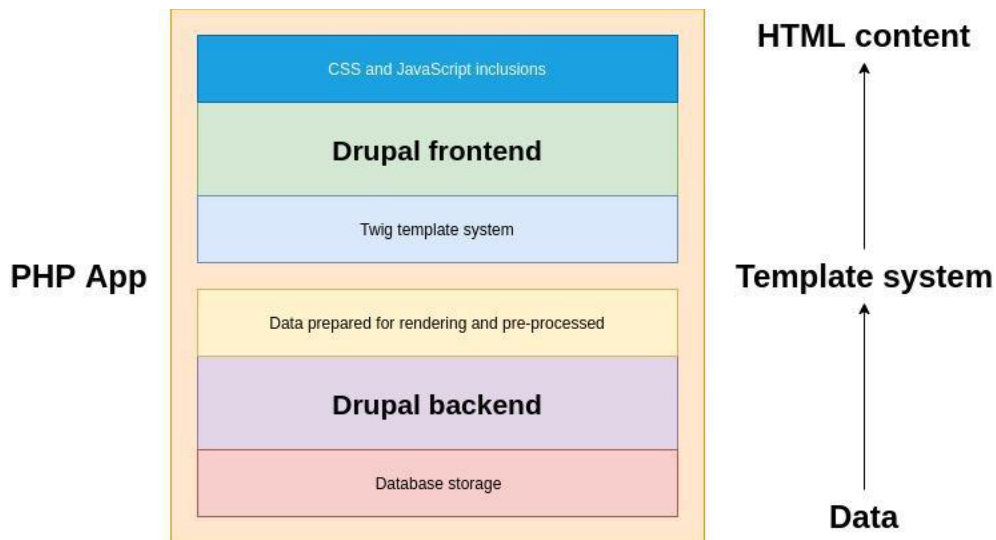 PHP App
CSS and JavaScript inclusions
Drupal frontend
Twig template system
Data prepared for rendering and pre-processed
Drupal backend
Database storage
HTML content
Template system
Data